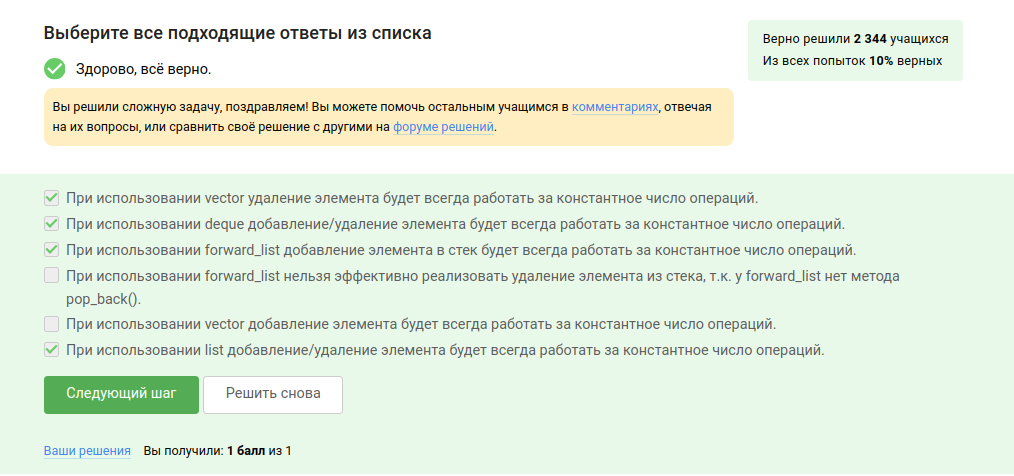 Выберите все подходящие ответы из списка
Верно решили 2 344 учащихся
Из всех попыток 10% верных
Здорово, всё верно.
Вы решили сложную задачу, поздравляем! Вы можете помочь остальным учащимся в комментариях, отвечая
на их вопросы, или сравнить своё решение с другими на форуме решений.
При использовании vector удаление элемента будет всегда работать за константное число операций.
При использовании deque добавление/удаление элемента будет всегда работать за константное число операций.
При использовании forward_list добавление элемента в стек будет всегда работать за константное число операций.
При использовании forward_list нельзя эффективно реализовать удаление элемента из стека, т.к. у forward_list нет метода
pop_back().
При использовании vector добавление элемента будет всегда работать за константное число операций.
При использовании list добавление/удаление элемента будет всегда работать за константное число операций.
Следующий шаг
Решить снова
Ваши решения Вы получили: 1 балл из 1